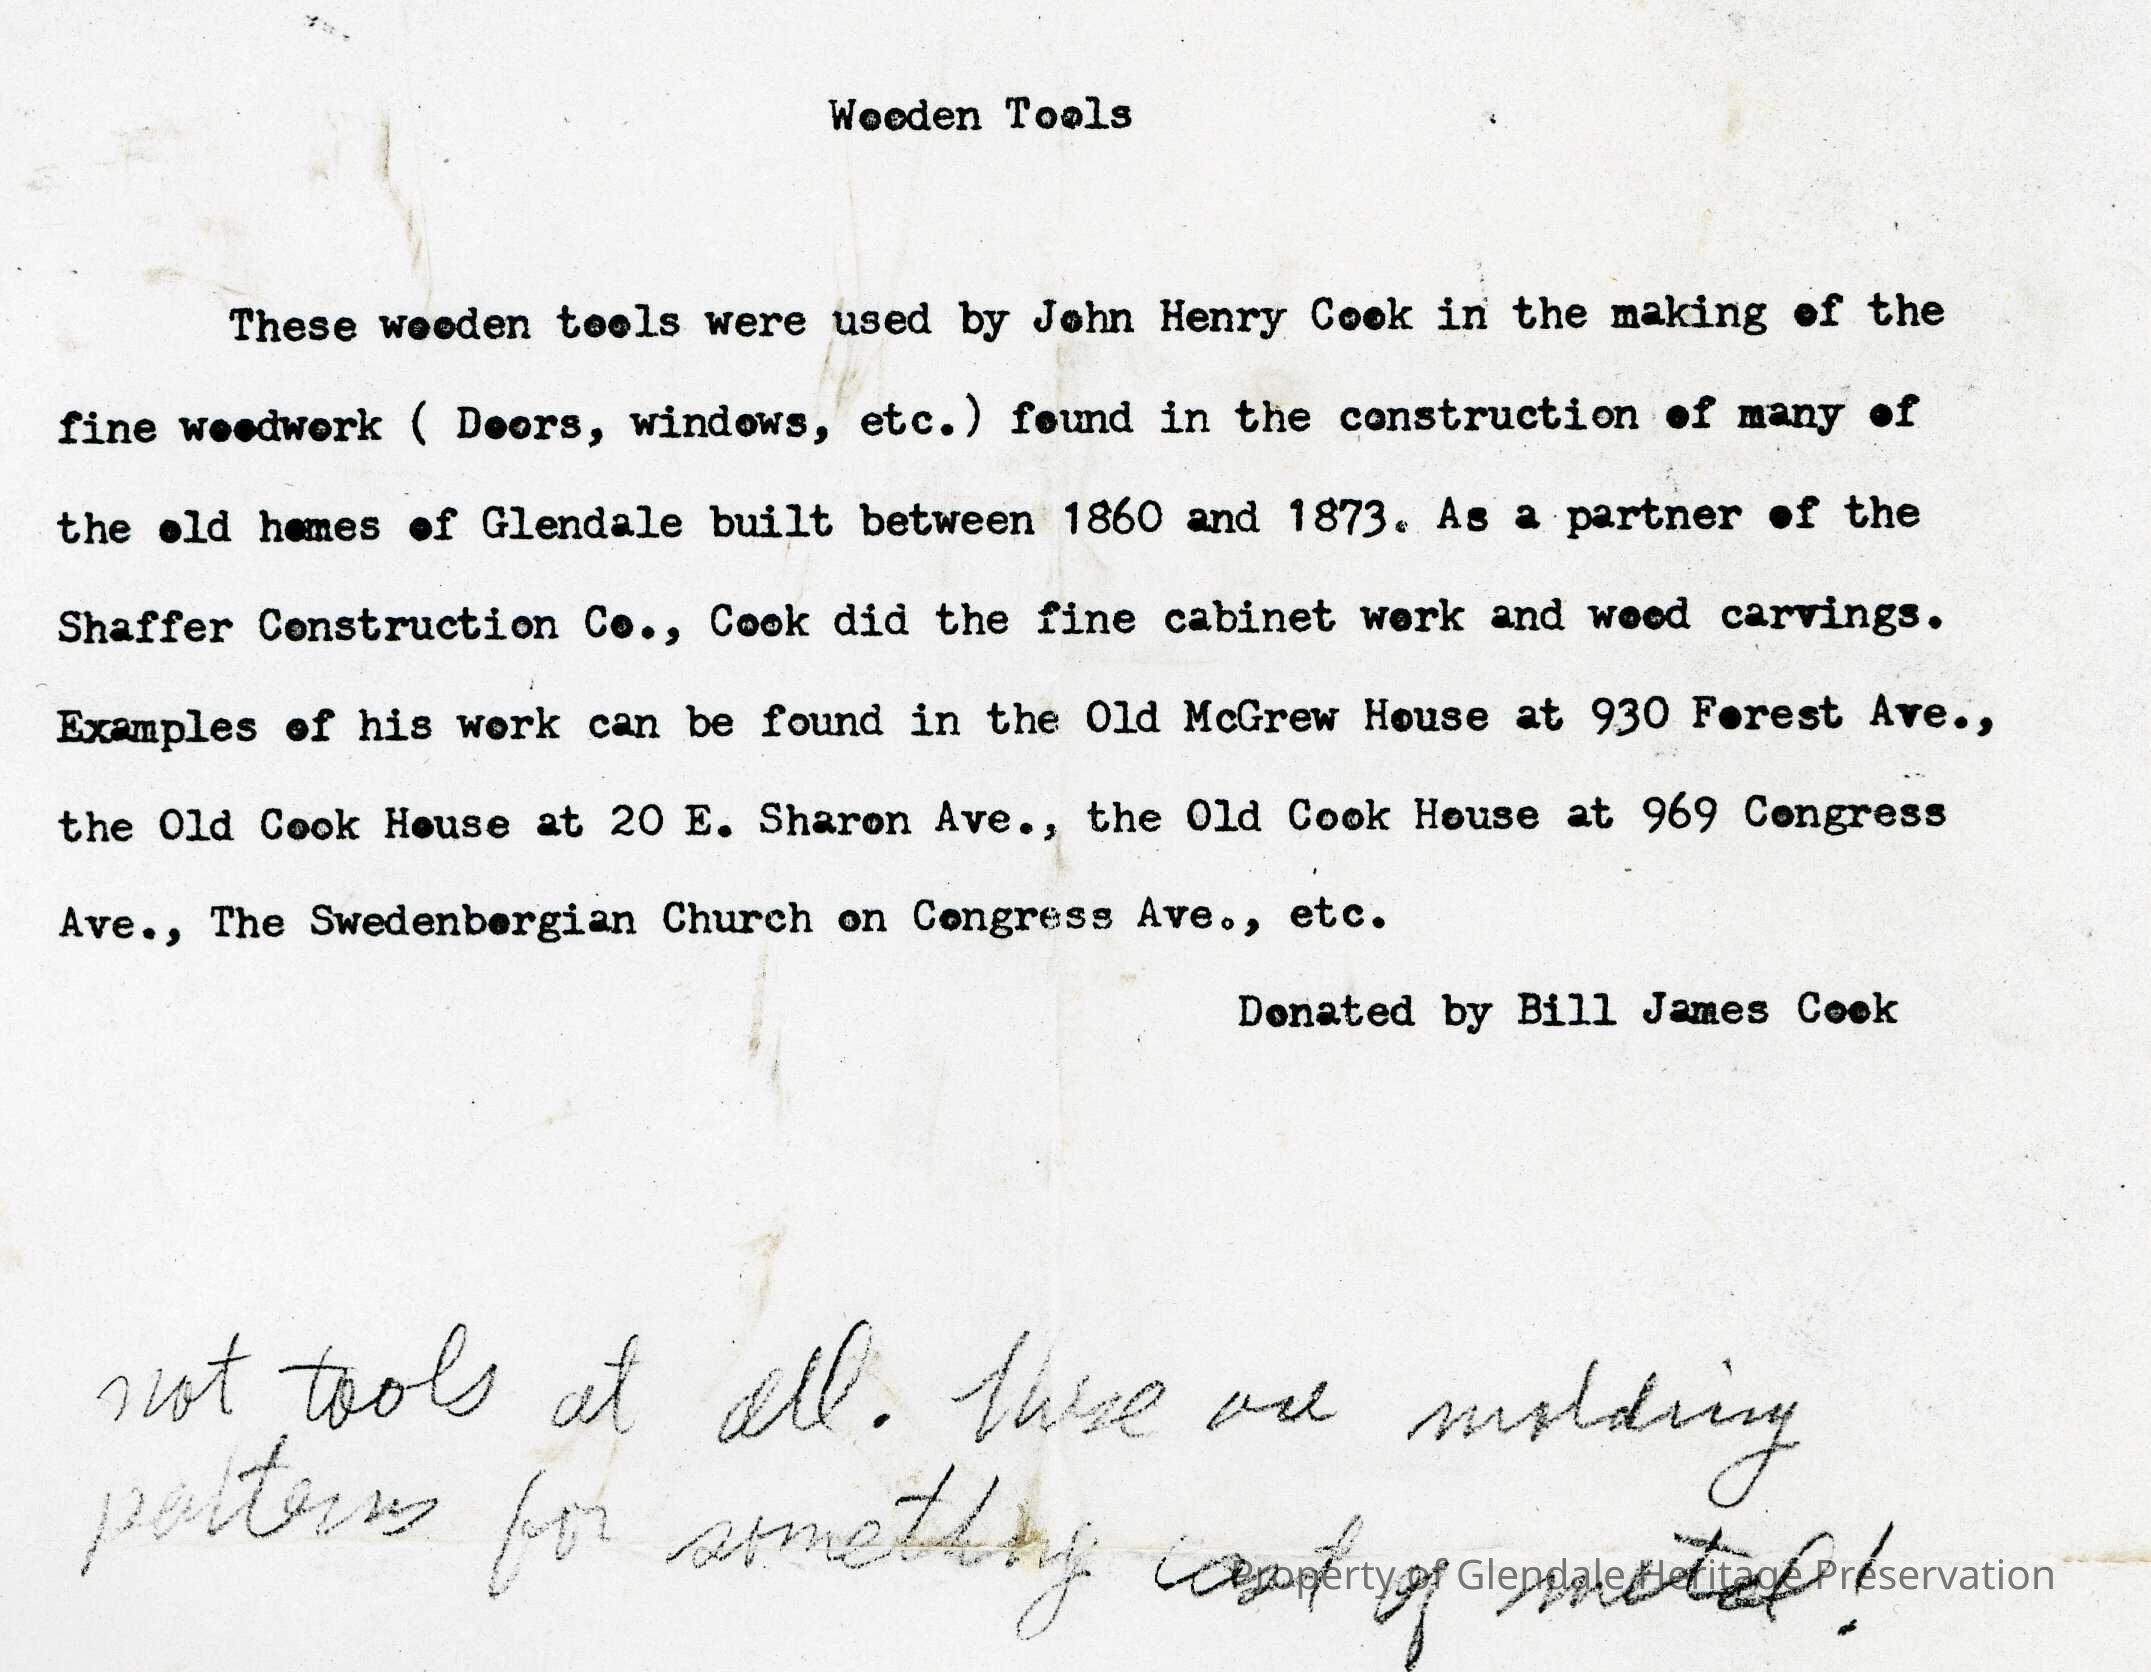 Wooden Tools
These wooden tools were used by John Henry Cook in the making of the
fine woodwork ( Doors, windows, etc.) found in the construction of many of
the old homes of Glendale built between 1860 and 1873. As a partner of the
Shaffer Construction Co., Cook did the fine cabinet work and wood carvings.
Examples of his work can be found in the Old McGrew House at 930 Forest Ave.,
the Old Cook House at 20 E. Sharon Ave., the Old Cook House at 969 Congress
Ave., The Swedenborgian Church on Congress Ave., etc.
Donated by Bill James Cook
not tools at all. These are molding
patterns for something cast of metal!
Property of Glendale Heritage Preservation